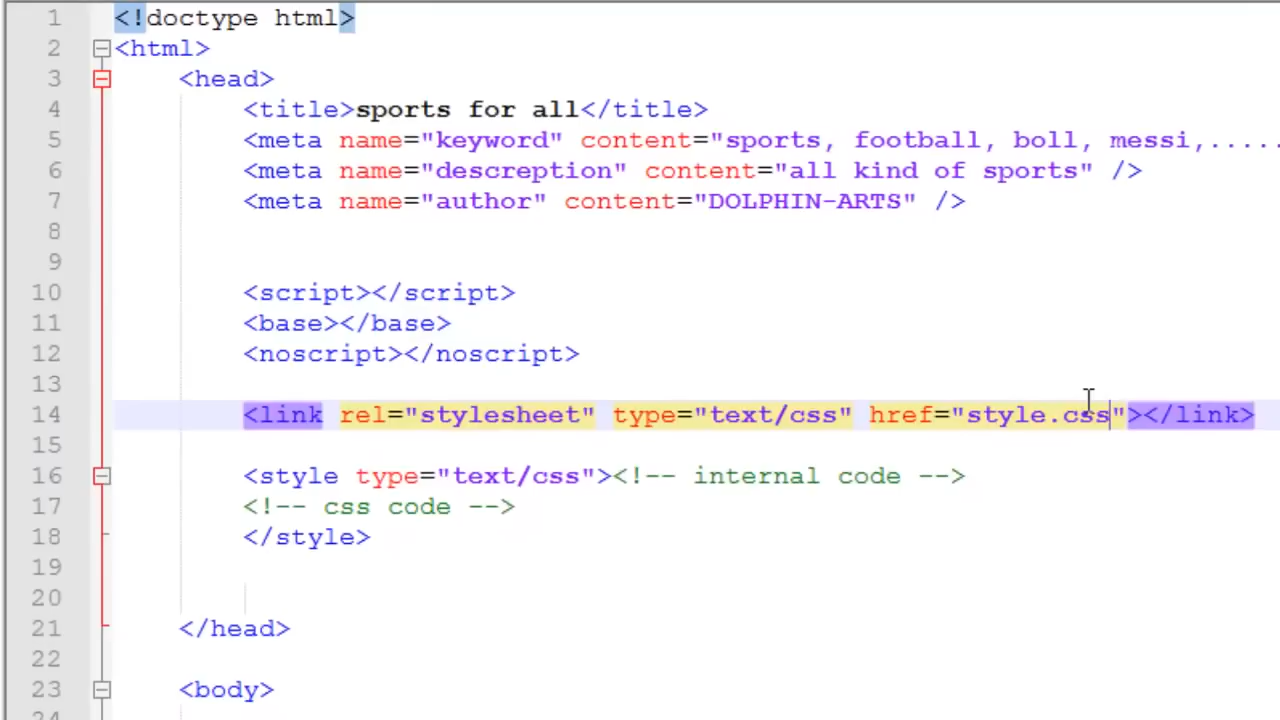 1 <!doctype html>
2 <html>
3 <head>
4 <title>sports for all</title>
5 <meta name="keyword" content="sports, football, boll, messi,.....
6 <meta name="descreption" content="all kind of sports" />
7 <meta name="author" content="DOLPHIN-ARTS" />
8
9
10 <script></script>
11 <base></base>
12 <noscript></noscript>
13
14 <link rel="stylesheet" type="text/css" href="style.css"></link>
15
16 <style type="text/css"><!-- internal code -->
17 <!-- css code -->
18 </style>
19
20
21 </head>
22
23 <body>
24